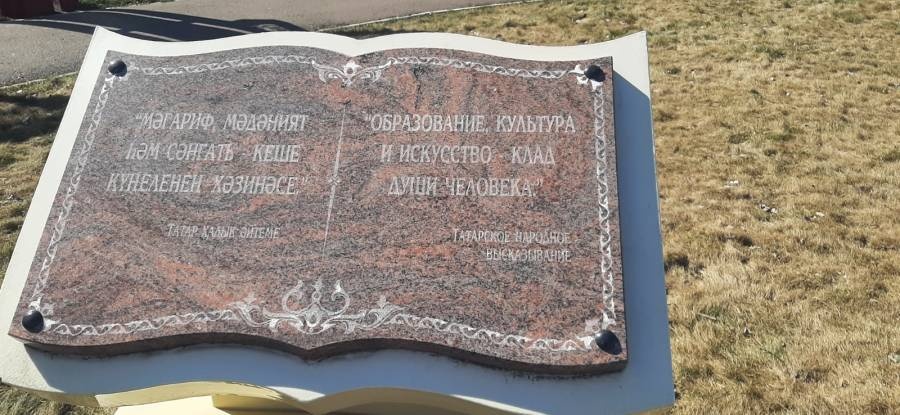 "МӘГАРИФ, МӘДӘНИЯТ
ҺӘМ СӘНГАТЬ - КЕШЕ
КҮҢЕЛЕНЕҢ ХӘЗИНӘСЕ."
ТАТАР ХАЛЫК ӘЙТЕМЕ
"ОБРАЗОВАНИЕ, КУЛЬТУРА
И ИСКУССТВО - КЛАД
ДУШИ ЧЕЛОВЕКА."
ТАТАРСКОЕ НАРОДНОЕ
ВЫСКАЗЫВАНИЕ